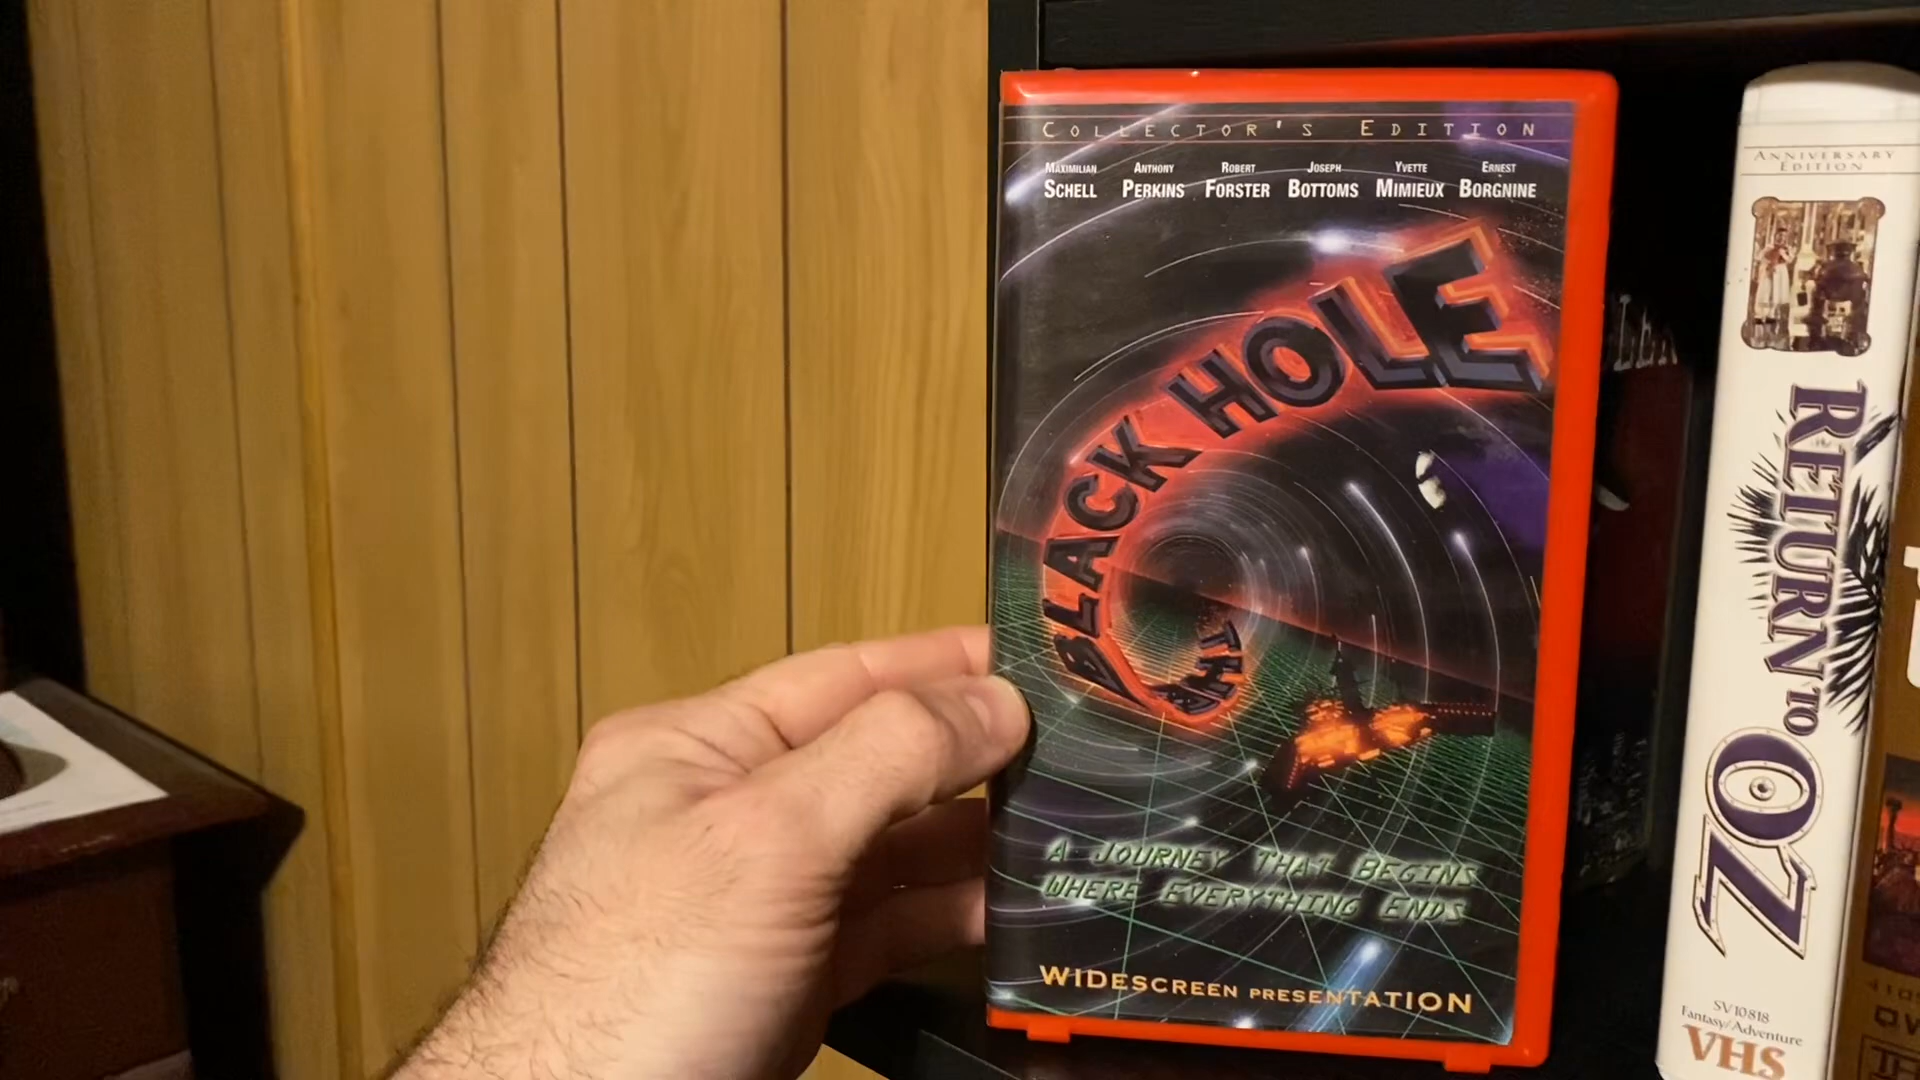 COLLECTOR'S EDITION
MAXIMILIAN SCHELL
ANTHONY PERKINS
ROBERT FORSTER
JOSEPH BOTTOMS
YVETTE MIMIEUX
ERNEST BORGNINE
THE BLACK HOLE
A JOURNEY THAT BEGINS
WHERE EVERYTHING ENDS
WIDESCREEN PRESENTATION
ANNIVERSARY
EDITION
RETURN TO
OZ
SV10818
Fantasy/Adventure
VHS